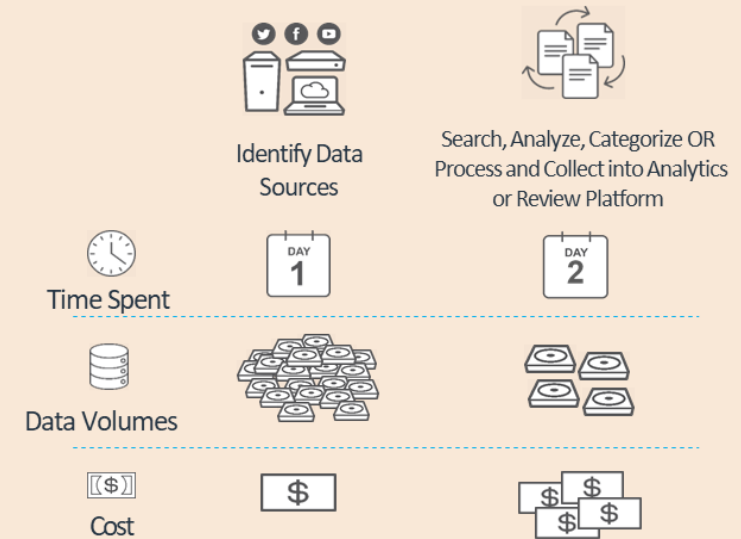 Identify Data
Sources
Search, Analyze, Categorize OR
Process and Collect into Analytics
or Review Platform
Time Spent
DAY
1
DAY
2
Data Volumes
$
Cost
$
$
$
$
$